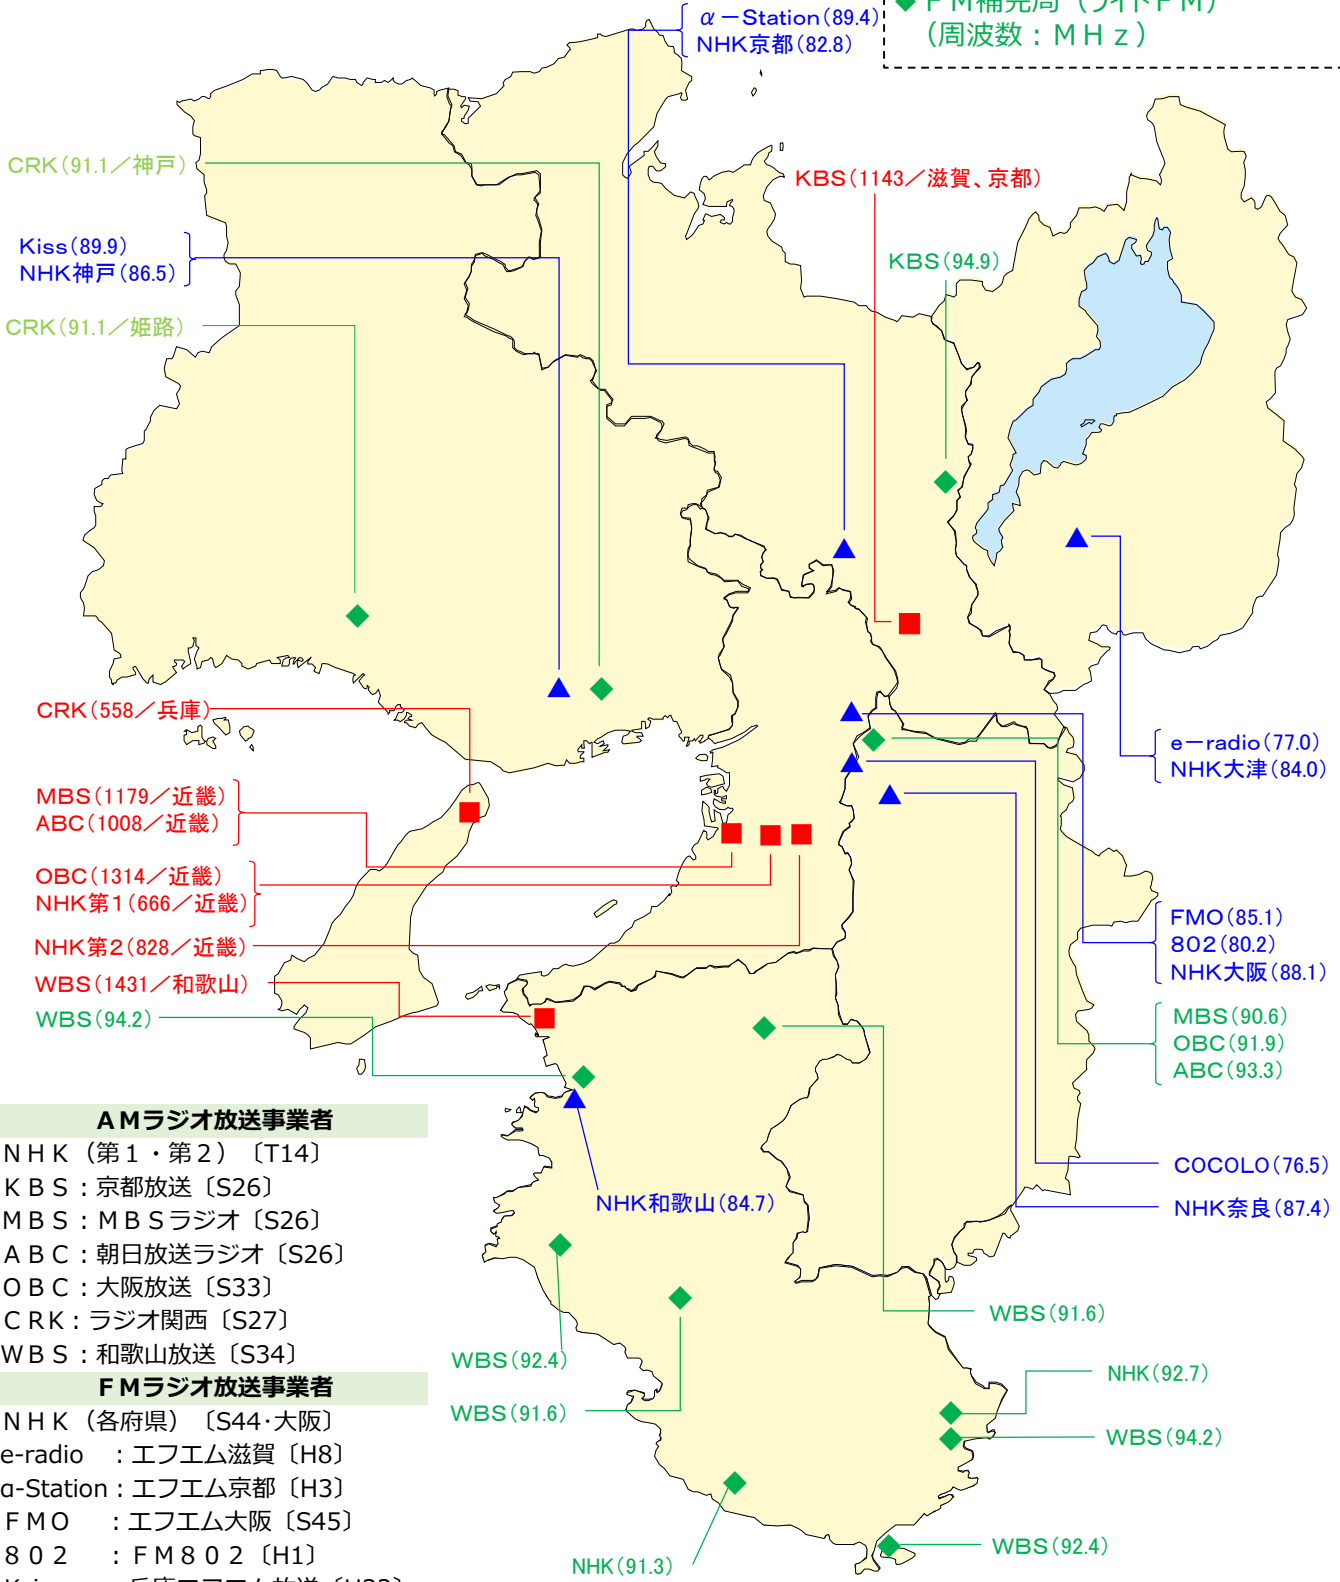 α－Station(89.4)
NHK京都(82.8)
◆ FM補完局（ワイドFM）
（周波数：ＭＨｚ）
CRK(91.1／神戸)
KBS(1143／滋賀、京都)
Kiss(89.9)
NHK神戸(86.5)
KBS(94.9)
CRK(91.1／姫路)
CRK(558／兵庫)
e－radio(77.0)
NHK大津(84.0)
MBS(1179／近畿)
ABC(1008／近畿)
OBC(1314／近畿)
NHK第1(666／近畿)
NHK第2(828／近畿)
WBS(1431／和歌山)
WBS(94.2)
FMO(85.1)
802(80.2)
NHK大阪(88.1)
MBS(90.6)
OBC(91.9)
ABC(93.3)
COCOLO(76.5)
NHK奈良(87.4)
NHK和歌山(84.7)
WBS(91.6)
WBS(92.4)
NHK(92.7)
WBS(91.6)
WBS(94.2)
WBS(92.4)
NHK(91.3)
ＡＭラジオ放送事業者
ＮＨＫ（第１・第２）〔T14〕
ＫＢＳ：京都放送〔S26〕
ＭＢＳ：ＭＢＳラジオ〔S26〕
ＡＢＣ：朝日放送ラジオ〔S26〕
ＯＢＣ：大阪放送〔S33〕
ＣＲＫ：ラジオ関西〔S27〕
ＷＢＳ：和歌山放送〔S34〕
ＦＭラジオ放送事業者
ＮＨＫ（各府県）〔S44･大阪〕
e-radio ：エフエム滋賀〔H8〕
α-Station：エフエム京都〔H3〕
ＦＭＯ ：エフエム大阪〔S45〕
８０２ ：ＦＭ８０２〔H1〕